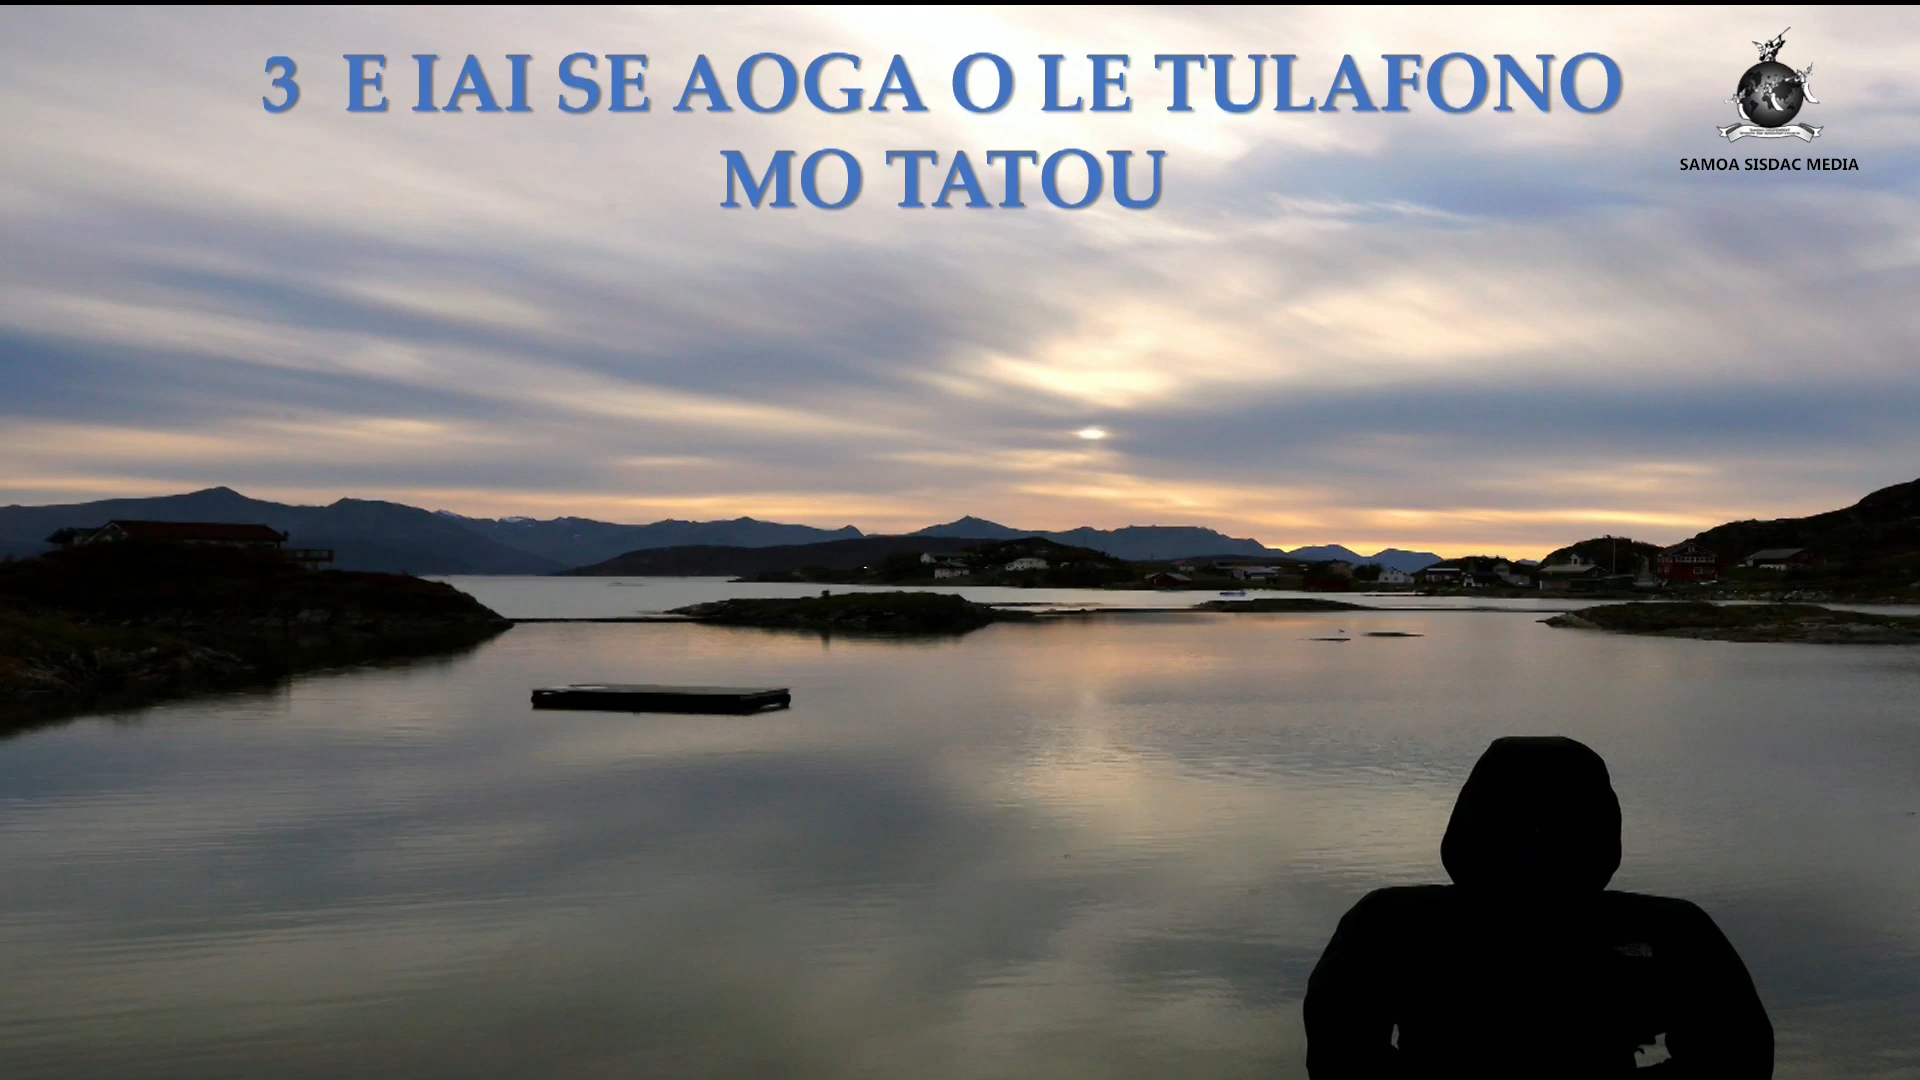 3 E IAI SE AOGA O LE TULAFONO
MO TATOU
SAMOA SISDAC MEDIA